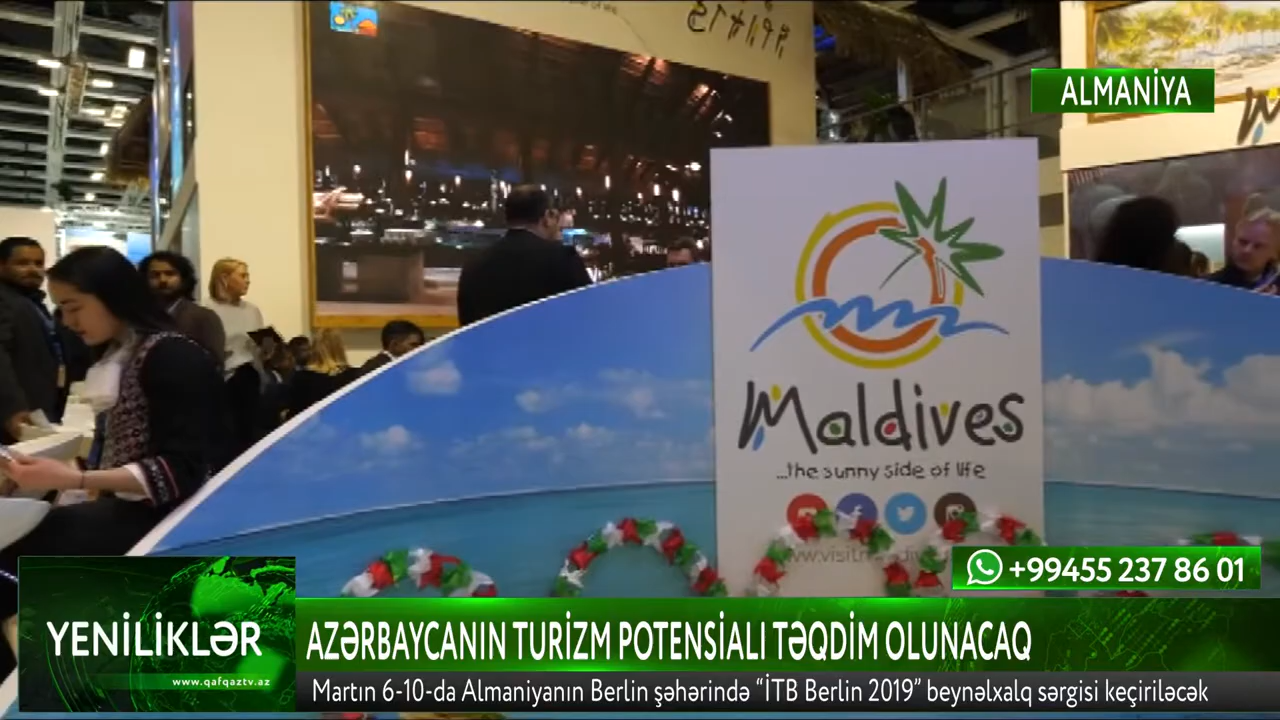 ALMANİYA
Maldives
...the sunny side of life
+99455 237 86 01
YENİLİKLƏR
www.qafqaztv.az
AZƏRBAYCANIN TURİZM POTENSİALI TƏQDİM OLUNACAQ
Martın 6-10-da Almaniyanın Berlin şəhərində “İTB Berlin 2019” beynəlxalq sərgisi keçiriləcək